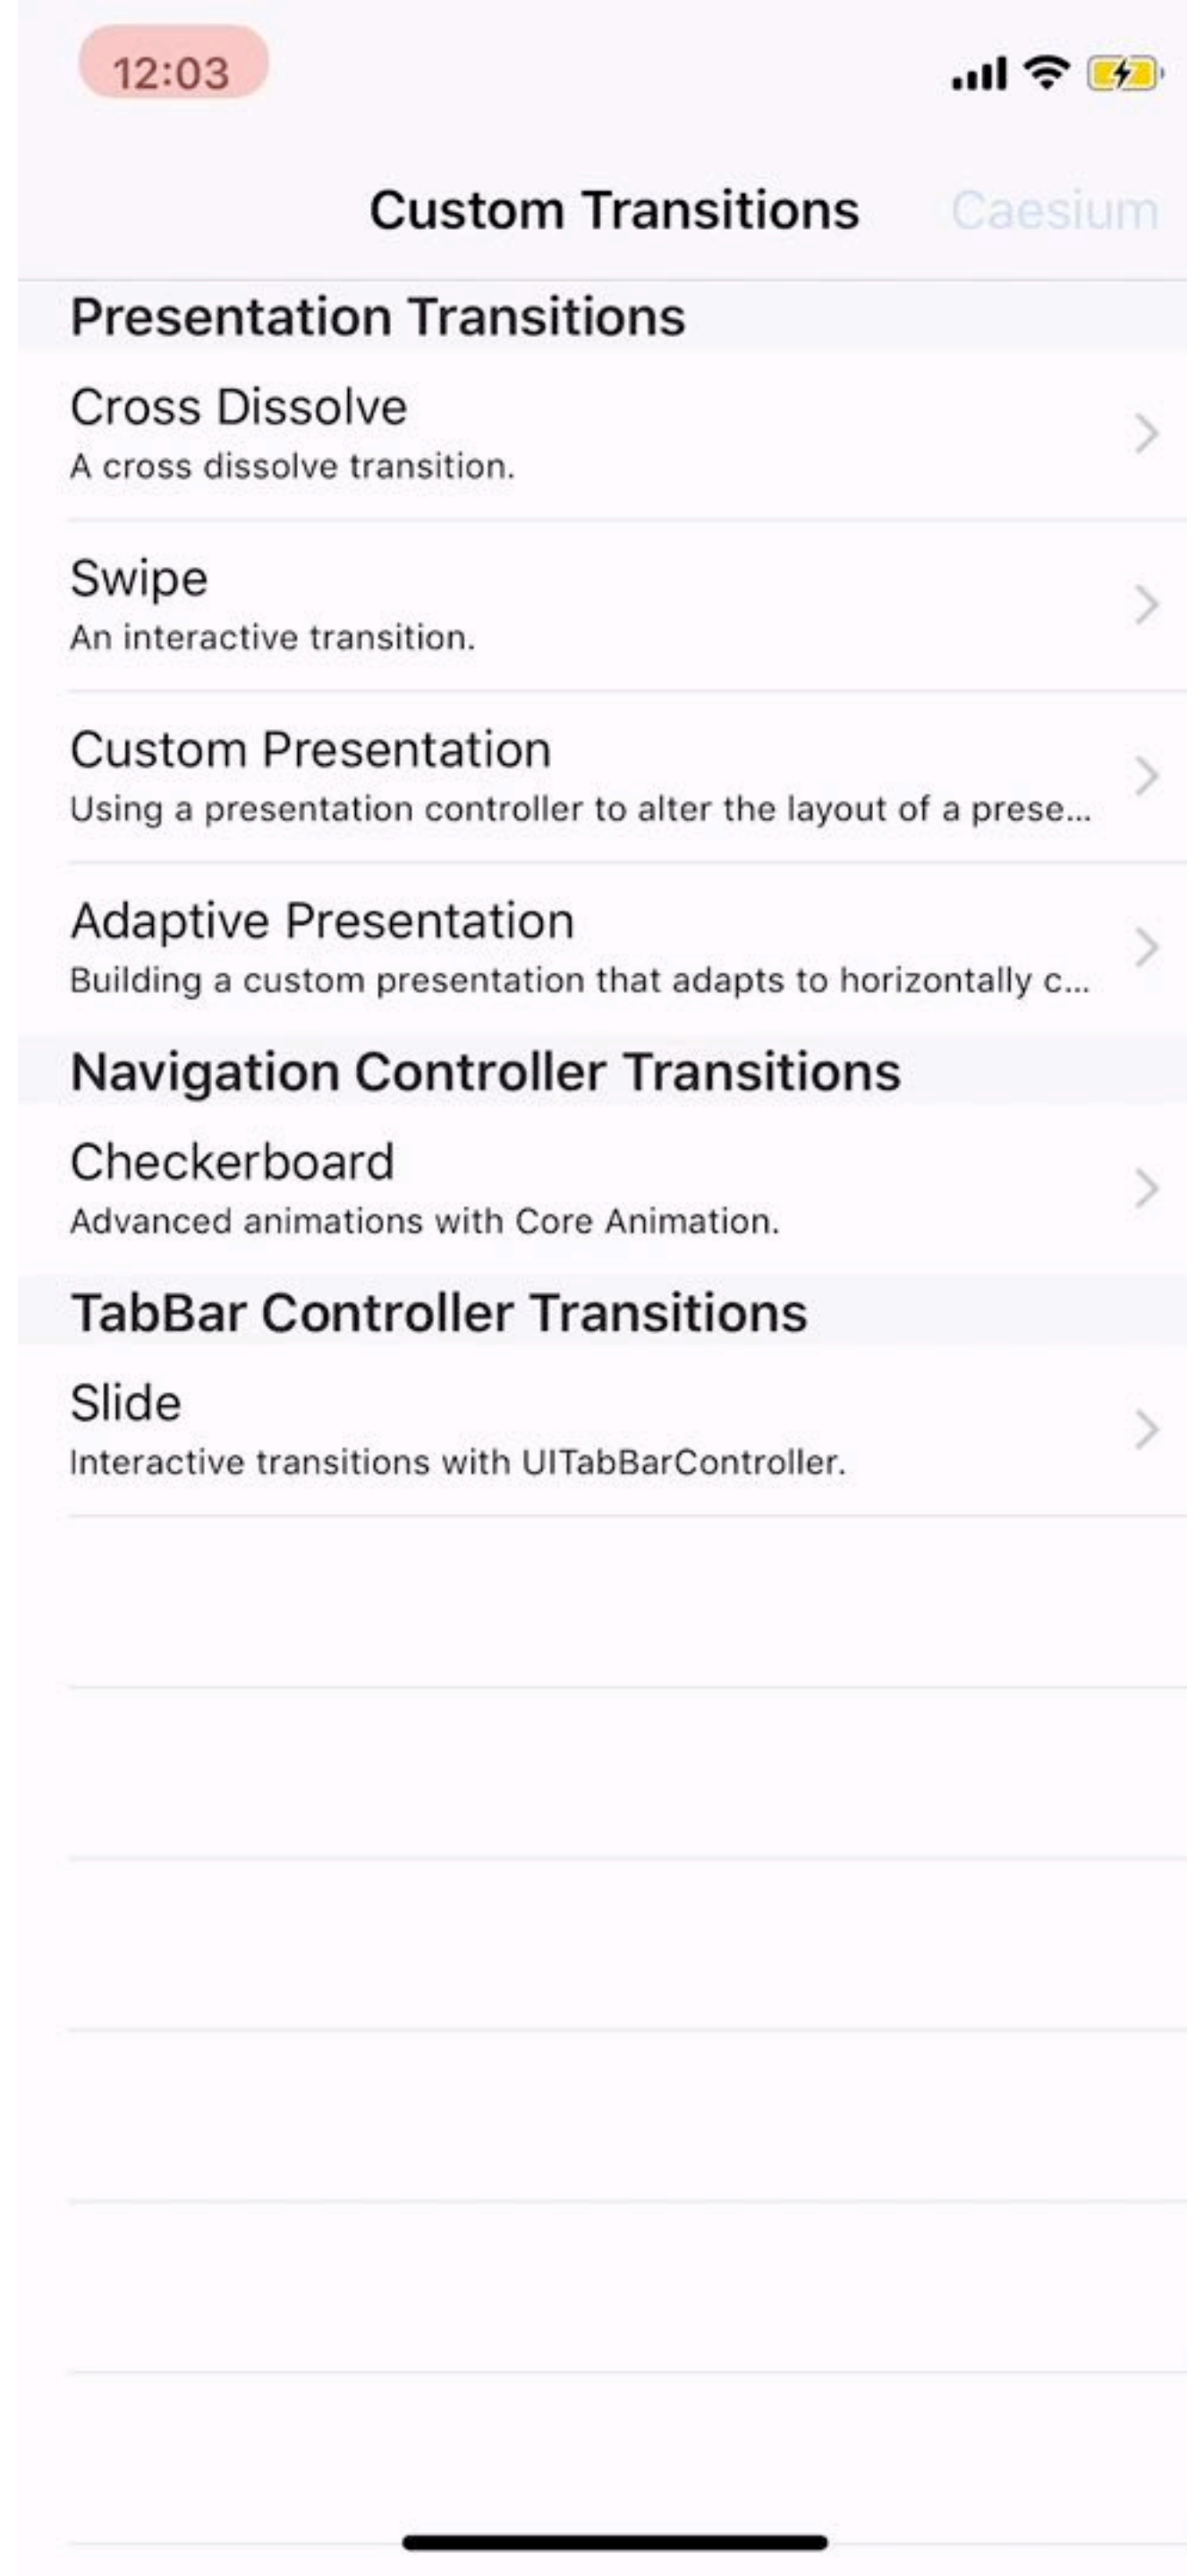 12:03
Custom Transitions
Caesium
Presentation Transitions
Cross Dissolve
A cross dissolve transition.
Swipe
An interactive transition.
Custom Presentation
Using a presentation controller to alter the layout of a prese...
Adaptive Presentation
Building a custom presentation that adapts to horizontally c...
Navigation Controller Transitions
Checkerboard
Advanced animations with Core Animation.
TabBar Controller Transitions
Slide
Interactive transitions with UITabBarController.